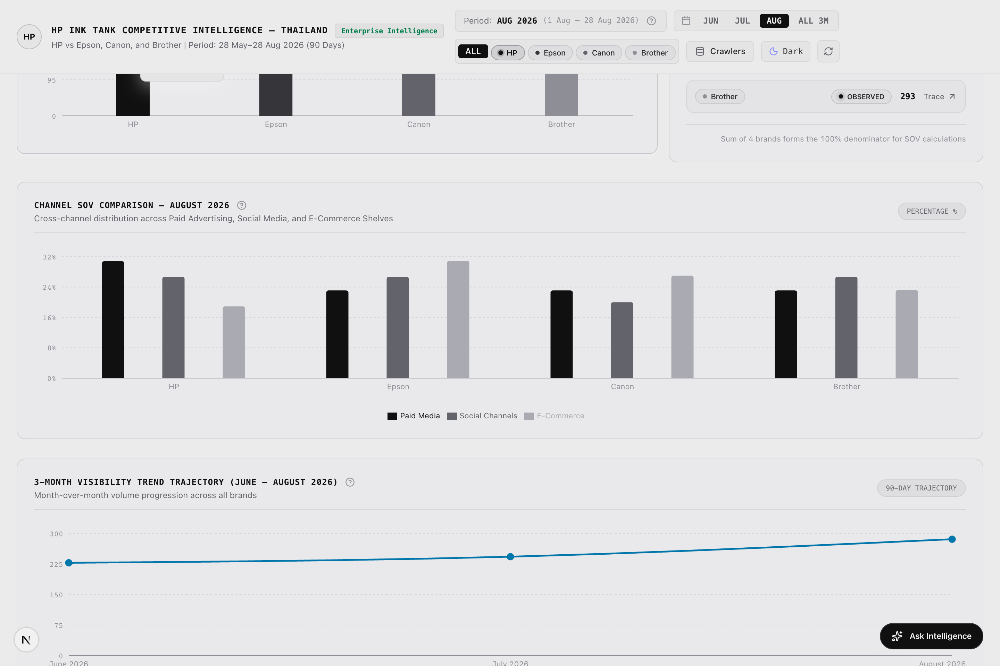 HP
HP INK TANK COMPETITIVE INTELLIGENCE — THAILAND
Enterprise Intelligence
HP vs Epson, Canon, and Brother | Period: 28 May–28 Aug 2026 (90 Days)
Period: AUG 2026 (1 Aug – 28 Aug 2026)
JUN JUL AUG ALL 3M
ALL HP Epson Canon Brother
Crawlers
Dark
95
0
HP Epson Canon Brother
Brother OBSERVED 293 Trace
Sum of 4 brands forms the 100% denominator for SOV calculations
CHANNEL SOV COMPARISON — AUGUST 2026
Cross-channel distribution across Paid Advertising, Social Media, and E-Commerce Shelves
PERCENTAGE %
32%
24%
16%
8%
0%
HP Epson Canon Brother
Paid Media Social Channels E-Commerce
3-MONTH VISIBILITY TREND TRAJECTORY (JUNE – AUGUST 2026)
Month-over-month volume progression across all brands
90-DAY TRAJECTORY
300
225
150
75
0
June 2026 July 2026 August 2026
N
Ask Intelligence